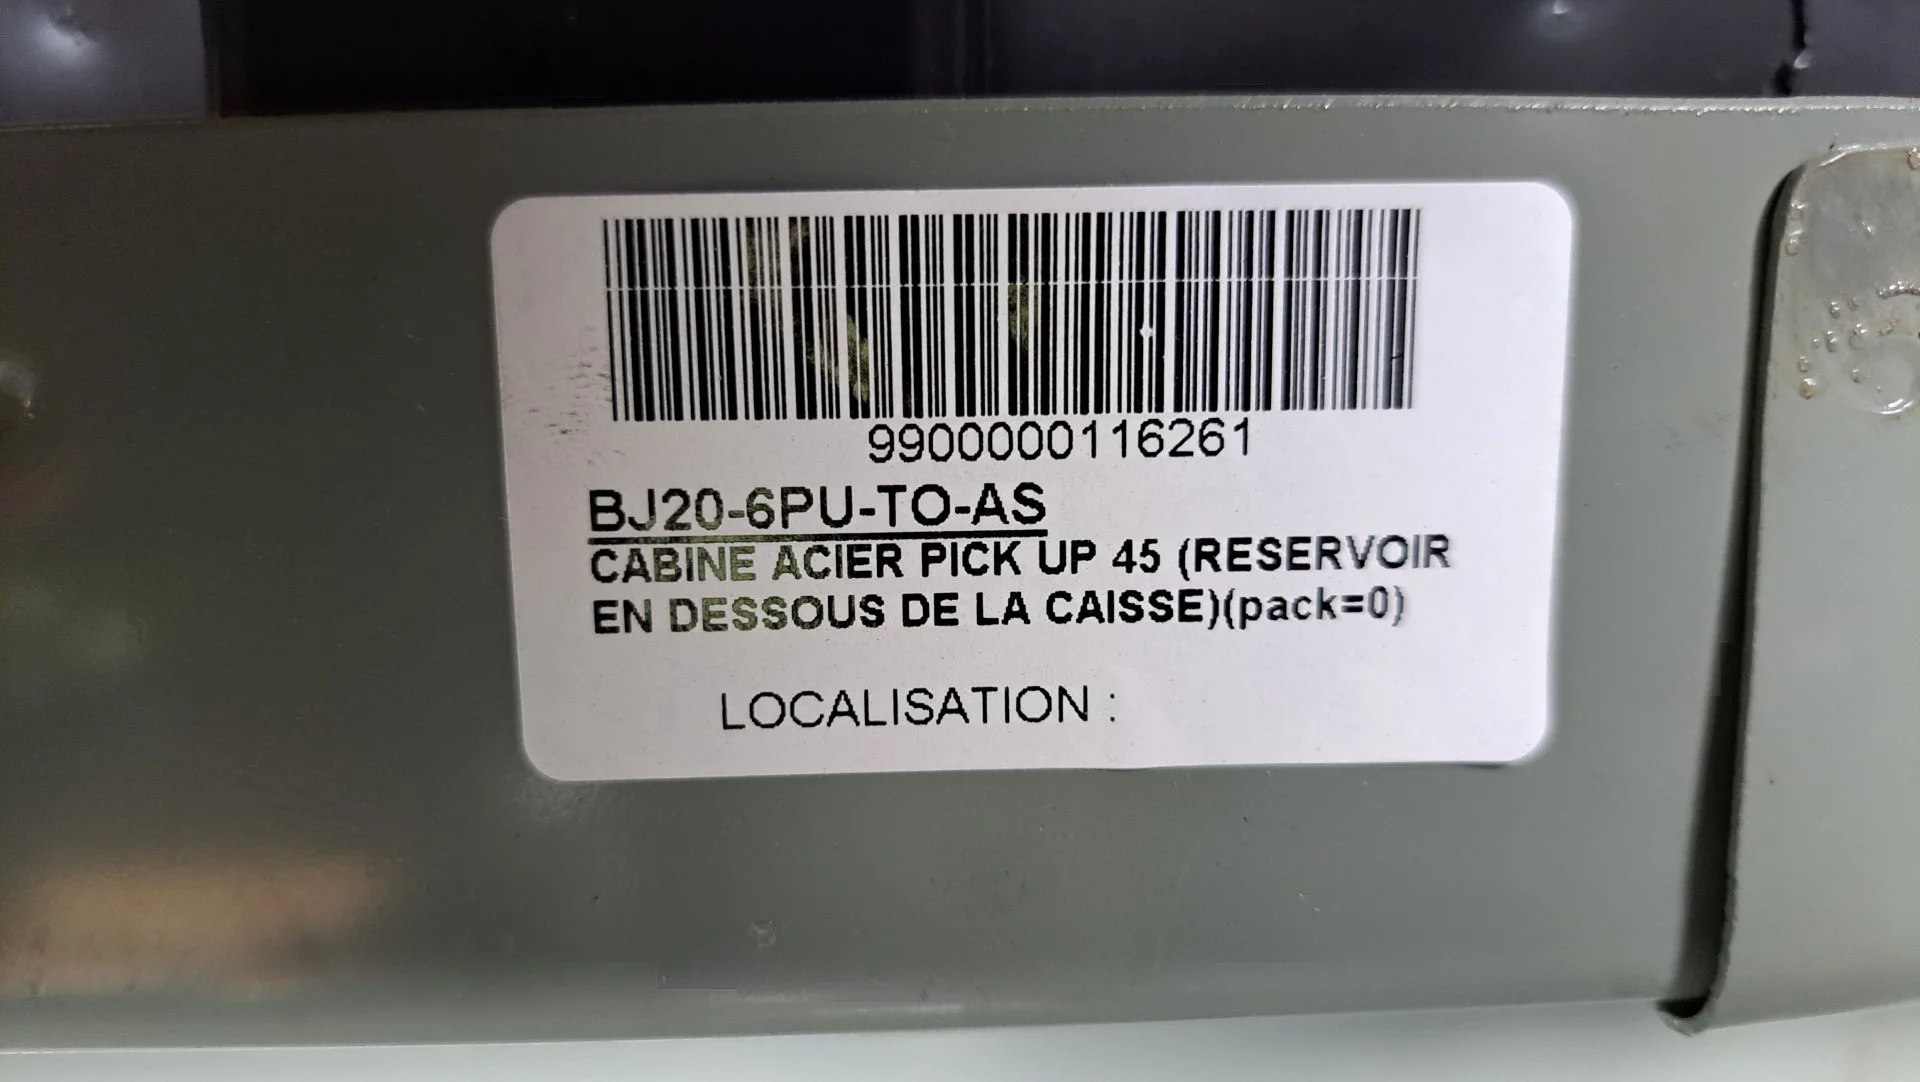 9900000116261
BJ20-6PU-TO-AS
CABINE ACIER PICK UP 45 (RESERVOIR
EN DESSOUS DE LA CAISSE)(pack=0)
LOCALISATION :